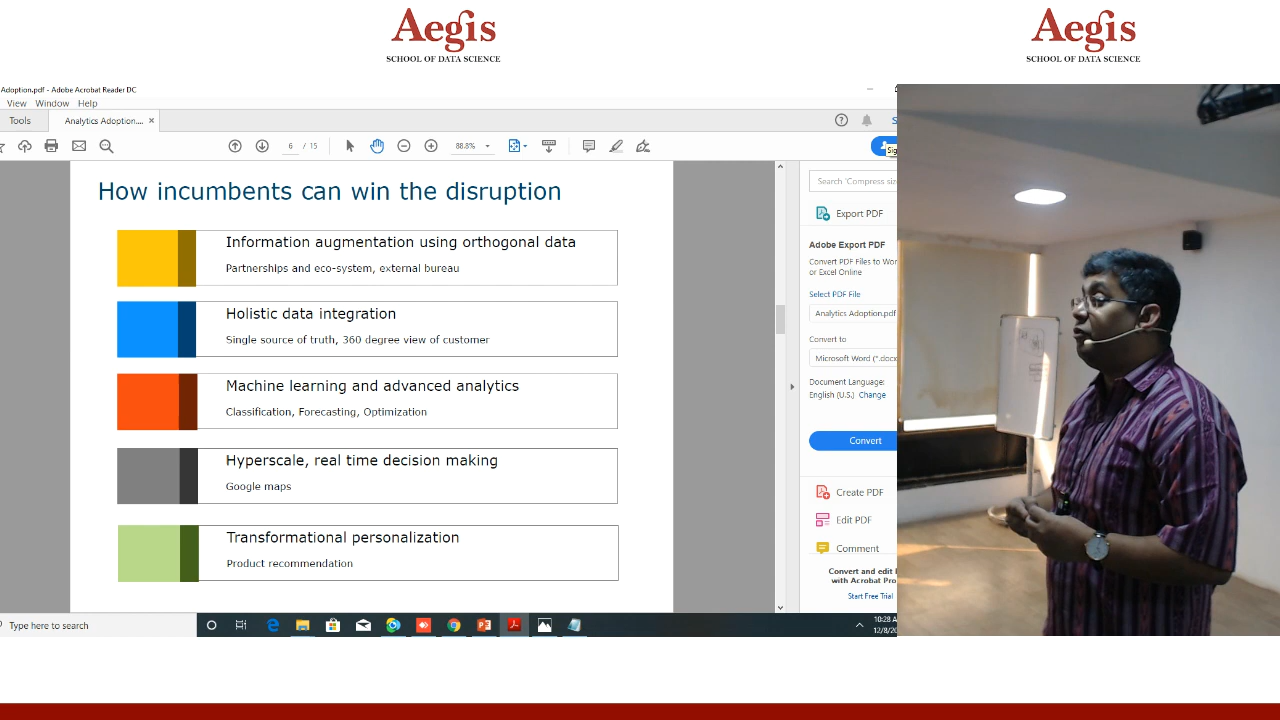 Aegis
SCHOOL OF DATA SCIENCE
Aegis
SCHOOL OF DATA SCIENCE
Adoption.pdf - Adobe Acrobat Reader DC
View Window Help
Tools
Analytics Adoption.... ×
6 / 15
88.8%
How incumbents can win the disruption
Information augmentation using orthogonal data
Partnerships and eco-system, external bureau
Holistic data integration
Single source of truth, 360 degree view of customer
Machine learning and advanced analytics
Classification, Forecasting, Optimization
Hyperscale, real time decision making
Google maps
Transformational personalization
Product recommendation
Search 'Compress size
Export PDF
Adobe Export PDF
Convert PDF Files to Wor
or Excel Online
Select PDF File
Analytics Adoption.pdf
Convert to
Microsoft Word (*.docx
Document Language:
English (U.S.) Change
Convert
Create PDF
Edit PDF
Comment
Convert and edit
with Acrobat Pro
Start Free Trial
Type here to search
10:28 A
12/8/20